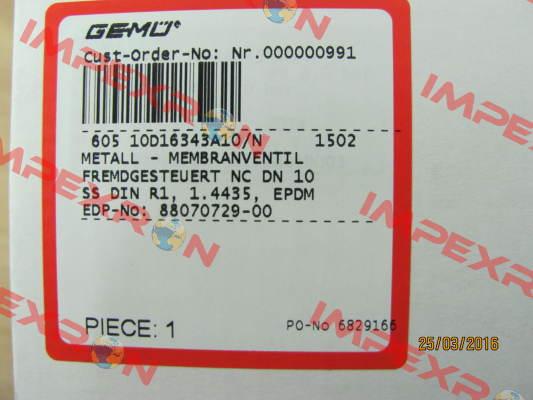 GEMÜ
Cust-Order-No: Nr.000000991
605 10D16343A10/N 1502
METALL - MEMBRANVENTIL
FREMDGESTEUERT NC DN 10
SS DIN R1, 1.4435, EPDM
EDP-No: 88070729-00
PIECE: 1
PO-No 6829166
25/03/2016
IMPEXRON
IMPEXRON
IMPEXRON
IMPEXRON